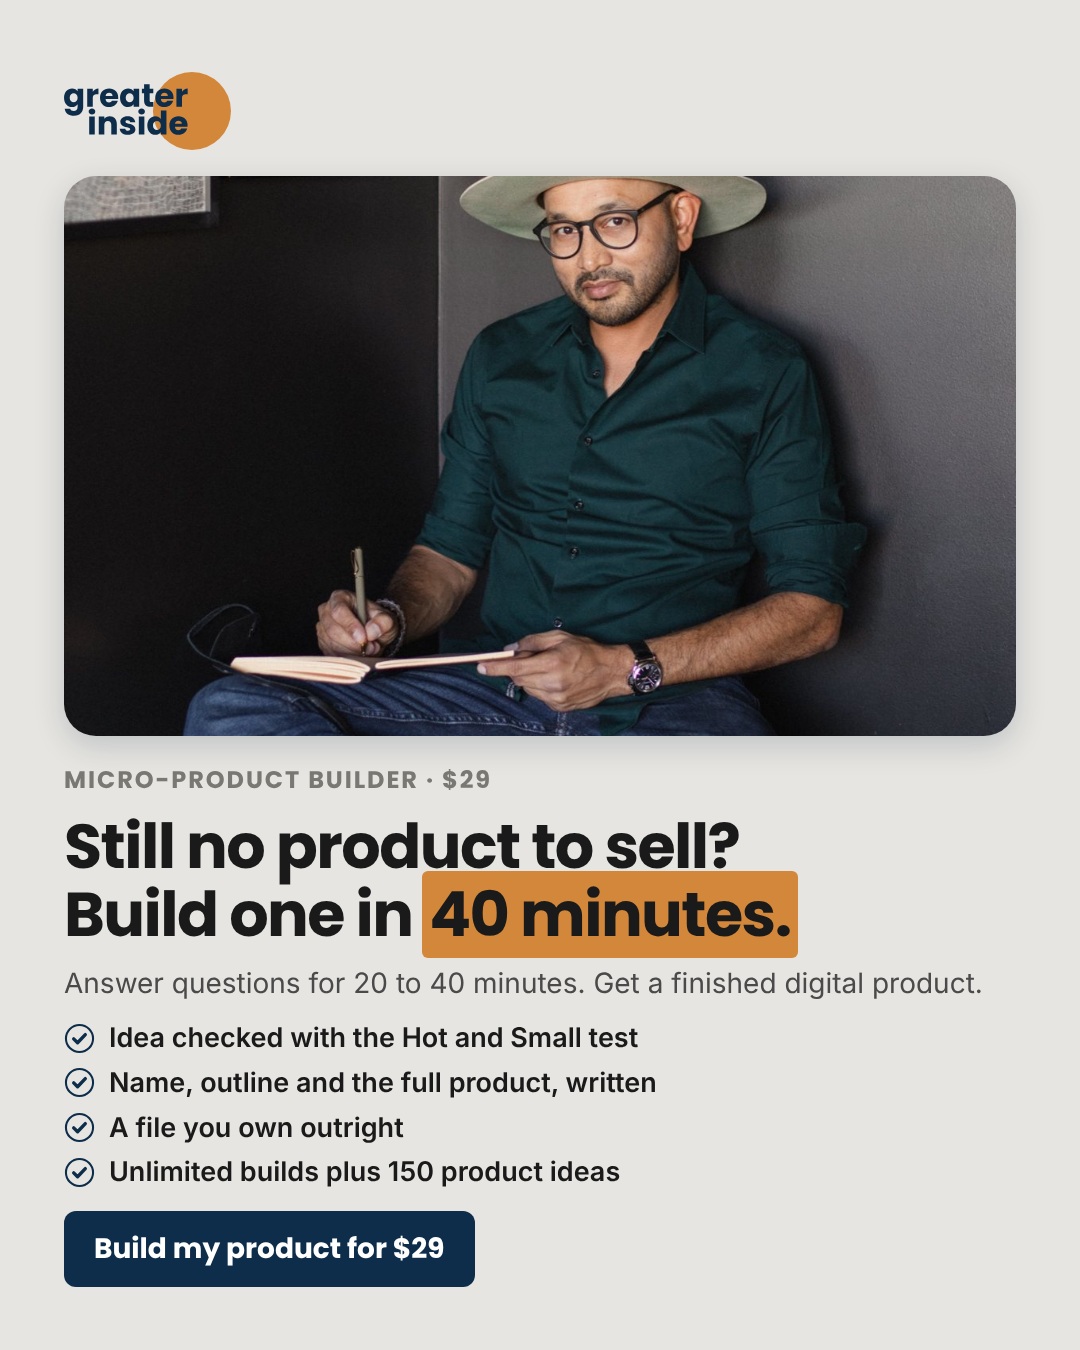 greater
inside
MICRO-PRODUCT BUILDER · $29
Still no product to sell?
Build one in 40 minutes.
Answer questions for 20 to 40 minutes. Get a finished digital product.
Idea checked with the Hot and Small test
Name, outline and the full product, written
A file you own outright
Unlimited builds plus 150 product ideas
Build my product for $29